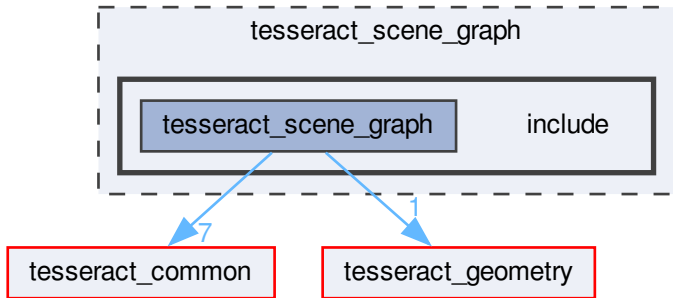 tesseract_scene_graph
tesseract_scene_graph
include
7
1
tesseract_common
tesseract_geometry